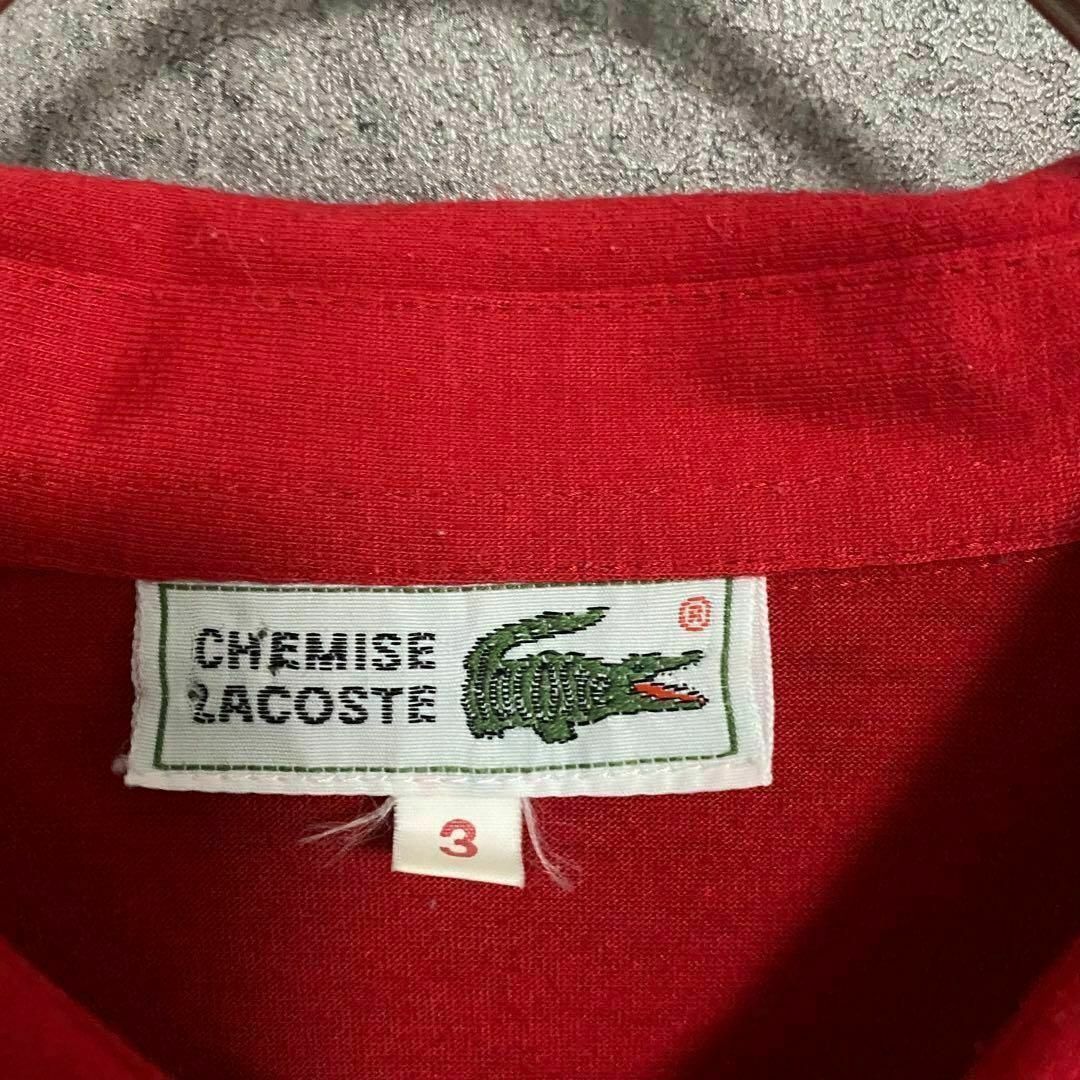 CHEMISE
LACOSTE
®
3